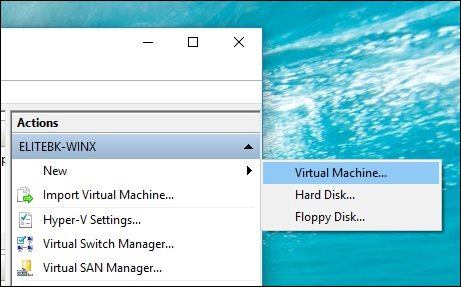 Actions
ELITEBK-WINX
New
Virtual Machine...
Import Virtual Machine...
Hard Disk...
Hyper-V Settings...
Floppy Disk...
Virtual Switch Manager...
Virtual SAN Manager...